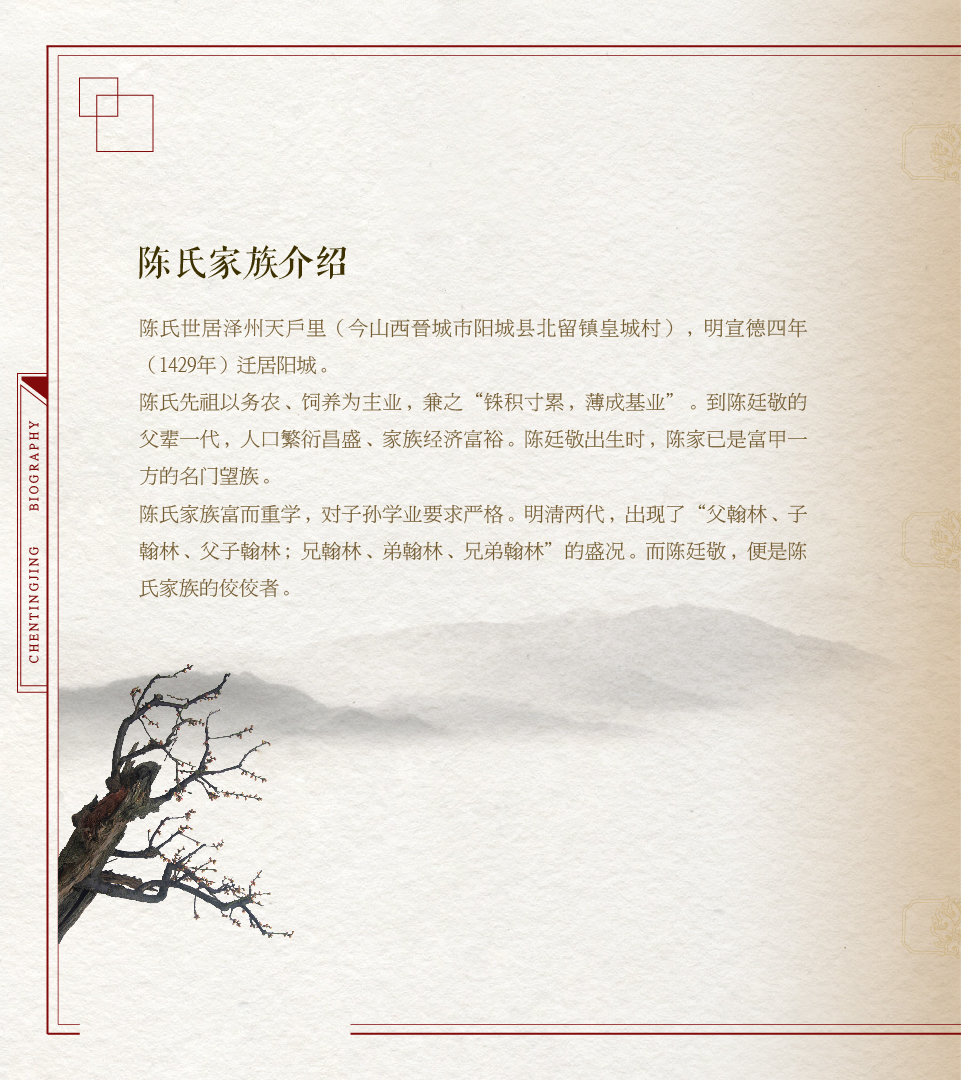 陈氏家族介绍
陈氏世居泽州天户里（今山西晋城市阳城县北留镇皇城村），明宣德四年
（1429年）迁居阳城。
陈氏先祖以务农、饲养为主业，兼之“铢积寸累，薄成基业”。到陈廷敬的
父辈一代，人口繁衍昌盛、家族经济富裕。陈廷敬出生时，陈家已是富甲一
方的名门望族。
陈氏家族富而重学，对子孙学业要求严格。明清两代，出现了“父翰林、子
翰林、父子翰林；兄翰林、弟翰林、兄弟翰林”的盛况。而陈廷敬，便是陈
氏家族的佼佼者。
CHENTINGJING BIOGRAPHY